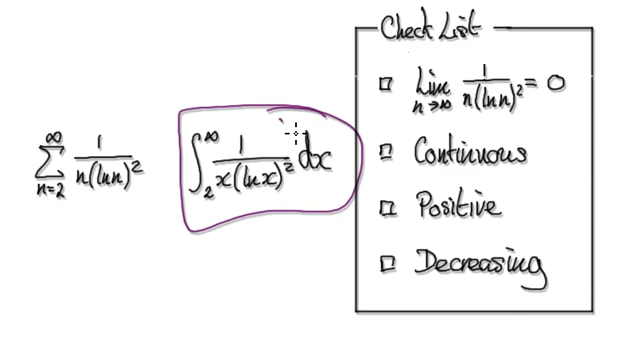 ∑_{n=2}^{∞} 1/(n(ln n)^2)
∫_2^∞ 1/(x(ln x)^2) dx
Check List
□ Lim_{n→∞} 1/(n(ln n)^2) = 0
□ Continuous
□ Positive
□ Decreasing